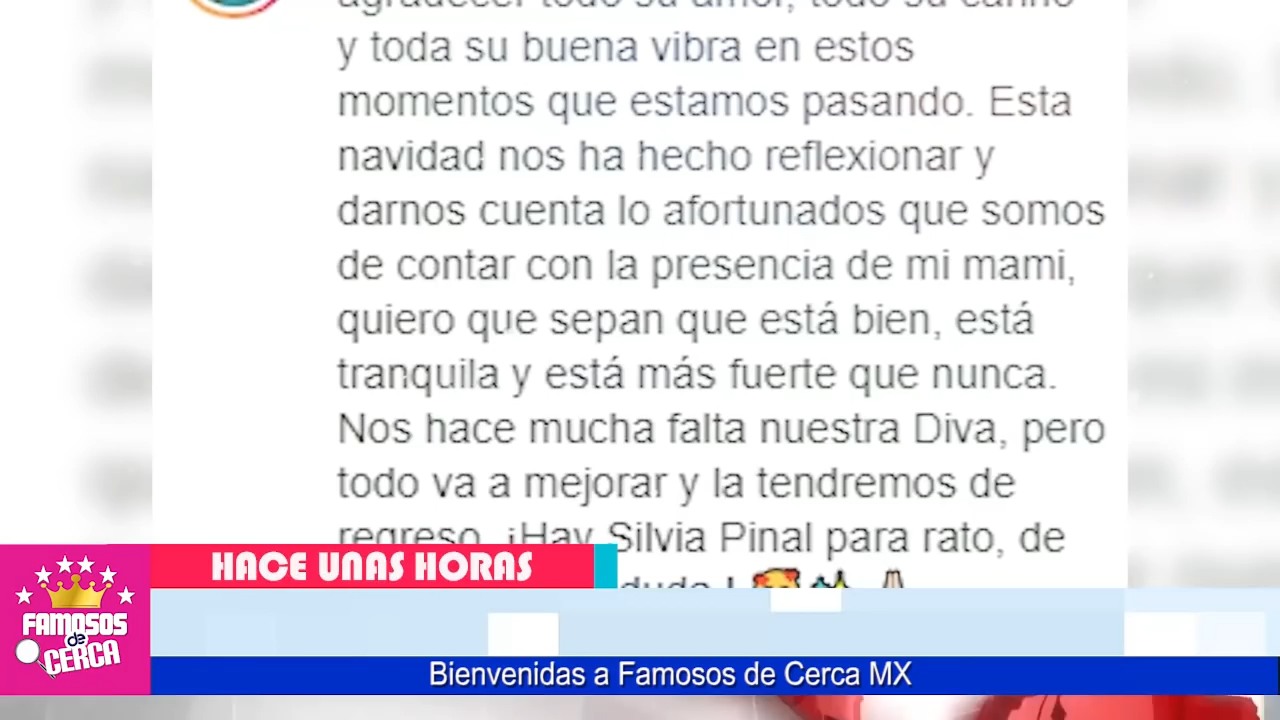 agradecer todo su amor, todo su cariño
y toda su buena vibra en estos
momentos que estamos pasando. Esta
navidad nos ha hecho reflexionar y
darnos cuenta lo afortunados que somos
de contar con la presencia de mi mami,
quiero que sepan que está bien, está
tranquila y está más fuerte que nunca.
Nos hace mucha falta nuestra Diva, pero
todo va a mejorar y la tendremos de
regreso. ¡Hay Silvia Pinal para rato, de
HACE UNAS HORAS
FAMOSOS
de
CERCA
Bienvenidas a Famosos de Cerca MX